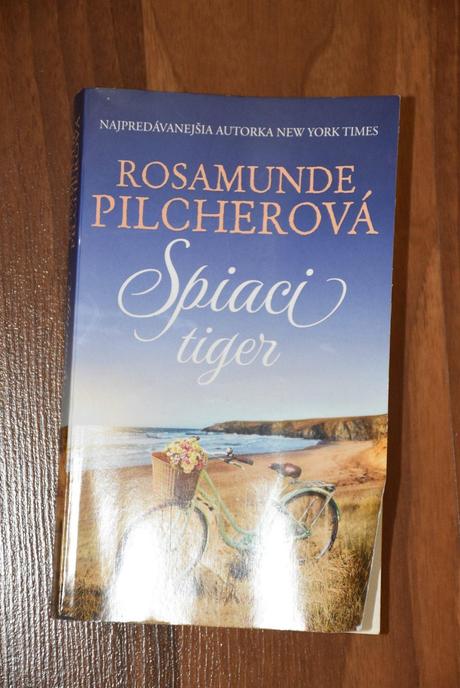 NAJPREDÁVANEJŠIA AUTORKA NEW YORK TIMES
ROSAMUNDE
PILCHEROVÁ
Spiaci
tiger